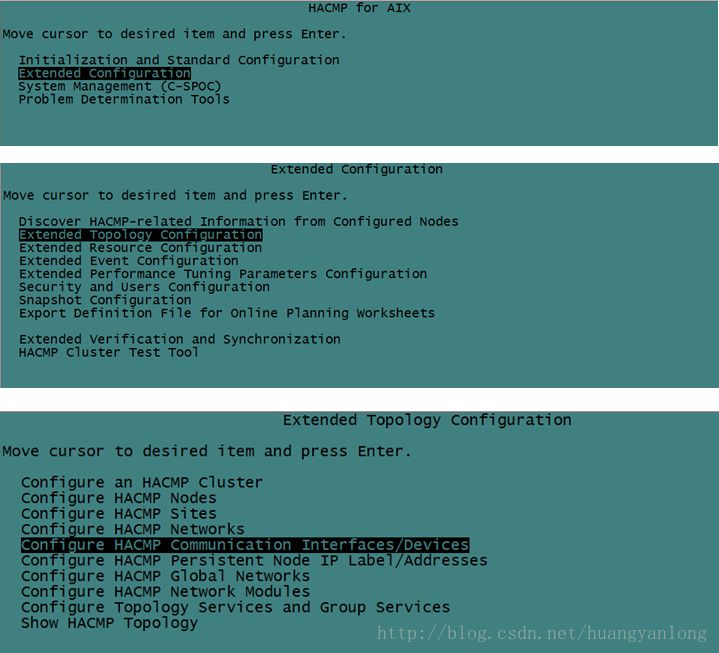 HACMP for AIX
Move cursor to desired item and press Enter.
Initialization and Standard Configuration
Extended Configuration
System Management (C-SPOC)
Problem Determination Tools
Extended Configuration
Move cursor to desired item and press Enter.
Discover HACMP-related Information from Configured Nodes
Extended Topology Configuration
Extended Resource Configuration
Extended Event Configuration
Extended Performance Tuning Parameters Configuration
Security and Users Configuration
Snapshot Configuration
Export Definition File for Online Planning Worksheets
Extended Verification and Synchronization
HACMP Cluster Test Tool
Extended Topology Configuration
Move cursor to desired item and press Enter.
Configure an HACMP Cluster
Configure HACMP Nodes
Configure HACMP Sites
Configure HACMP Networks
Configure HACMP Communication Interfaces/Devices
Configure HACMP Persistent Node IP Label/Addresses
Configure HACMP Global Networks
Configure HACMP Network Modules
Configure Topology Services and Group Services
Show HACMP Topology
http://blog.csdn.net/huangyanlong